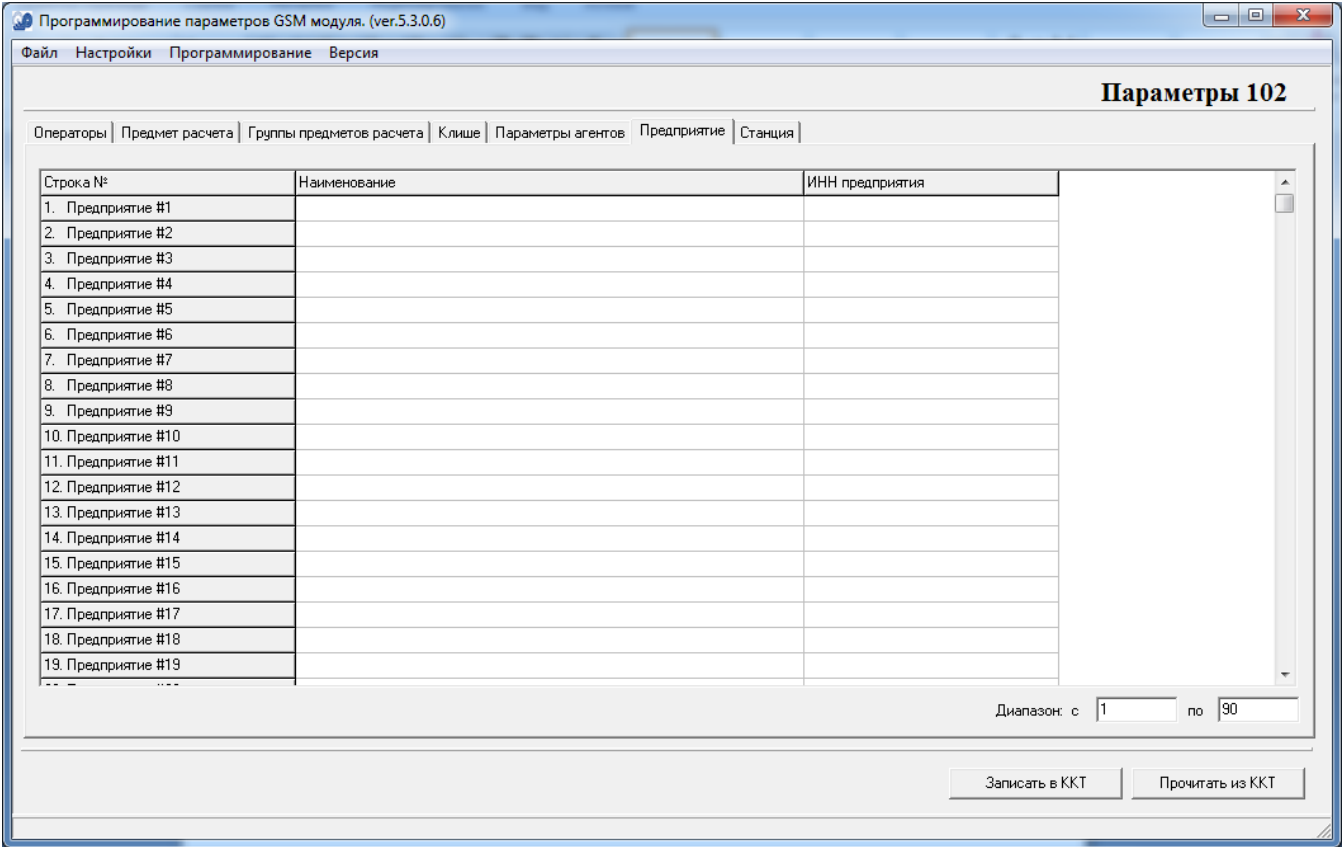 Программирование параметров GSM модуля. (ver.5.3.0.6)
Файл Настройки Программирование Версия
Параметры 102
Операторы Предмет расчета Группы предметов расчета Клише Параметры агентов Предприятие Станция
Строка № Наименование ИНН предприятия
1. Предприятие #1
2. Предприятие #2
3. Предприятие #3
4. Предприятие #4
5. Предприятие #5
6. Предприятие #6
7. Предприятие #7
8. Предприятие #8
9. Предприятие #9
10. Предприятие #10
11. Предприятие #11
12. Предприятие #12
13. Предприятие #13
14. Предприятие #14
15. Предприятие #15
16. Предприятие #16
17. Предприятие #17
18. Предприятие #18
19. Предприятие #19
Диапазон: с 1 по 90
Записать в ККТ Прочитать из ККТ